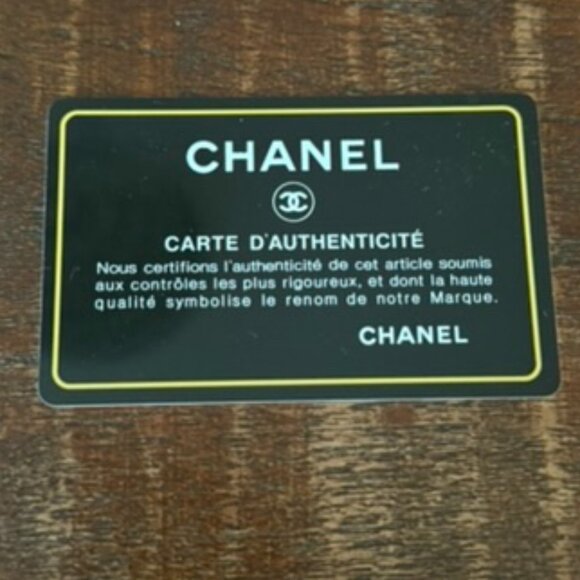 CHANEL
CARTE D'AUTHENTICITÉ
Nous certifions l'authenticité de cet article soumis
aux contrôles les plus rigoureux, et dont la haute
qualité symbolise le renom de notre Marque.
CHANEL